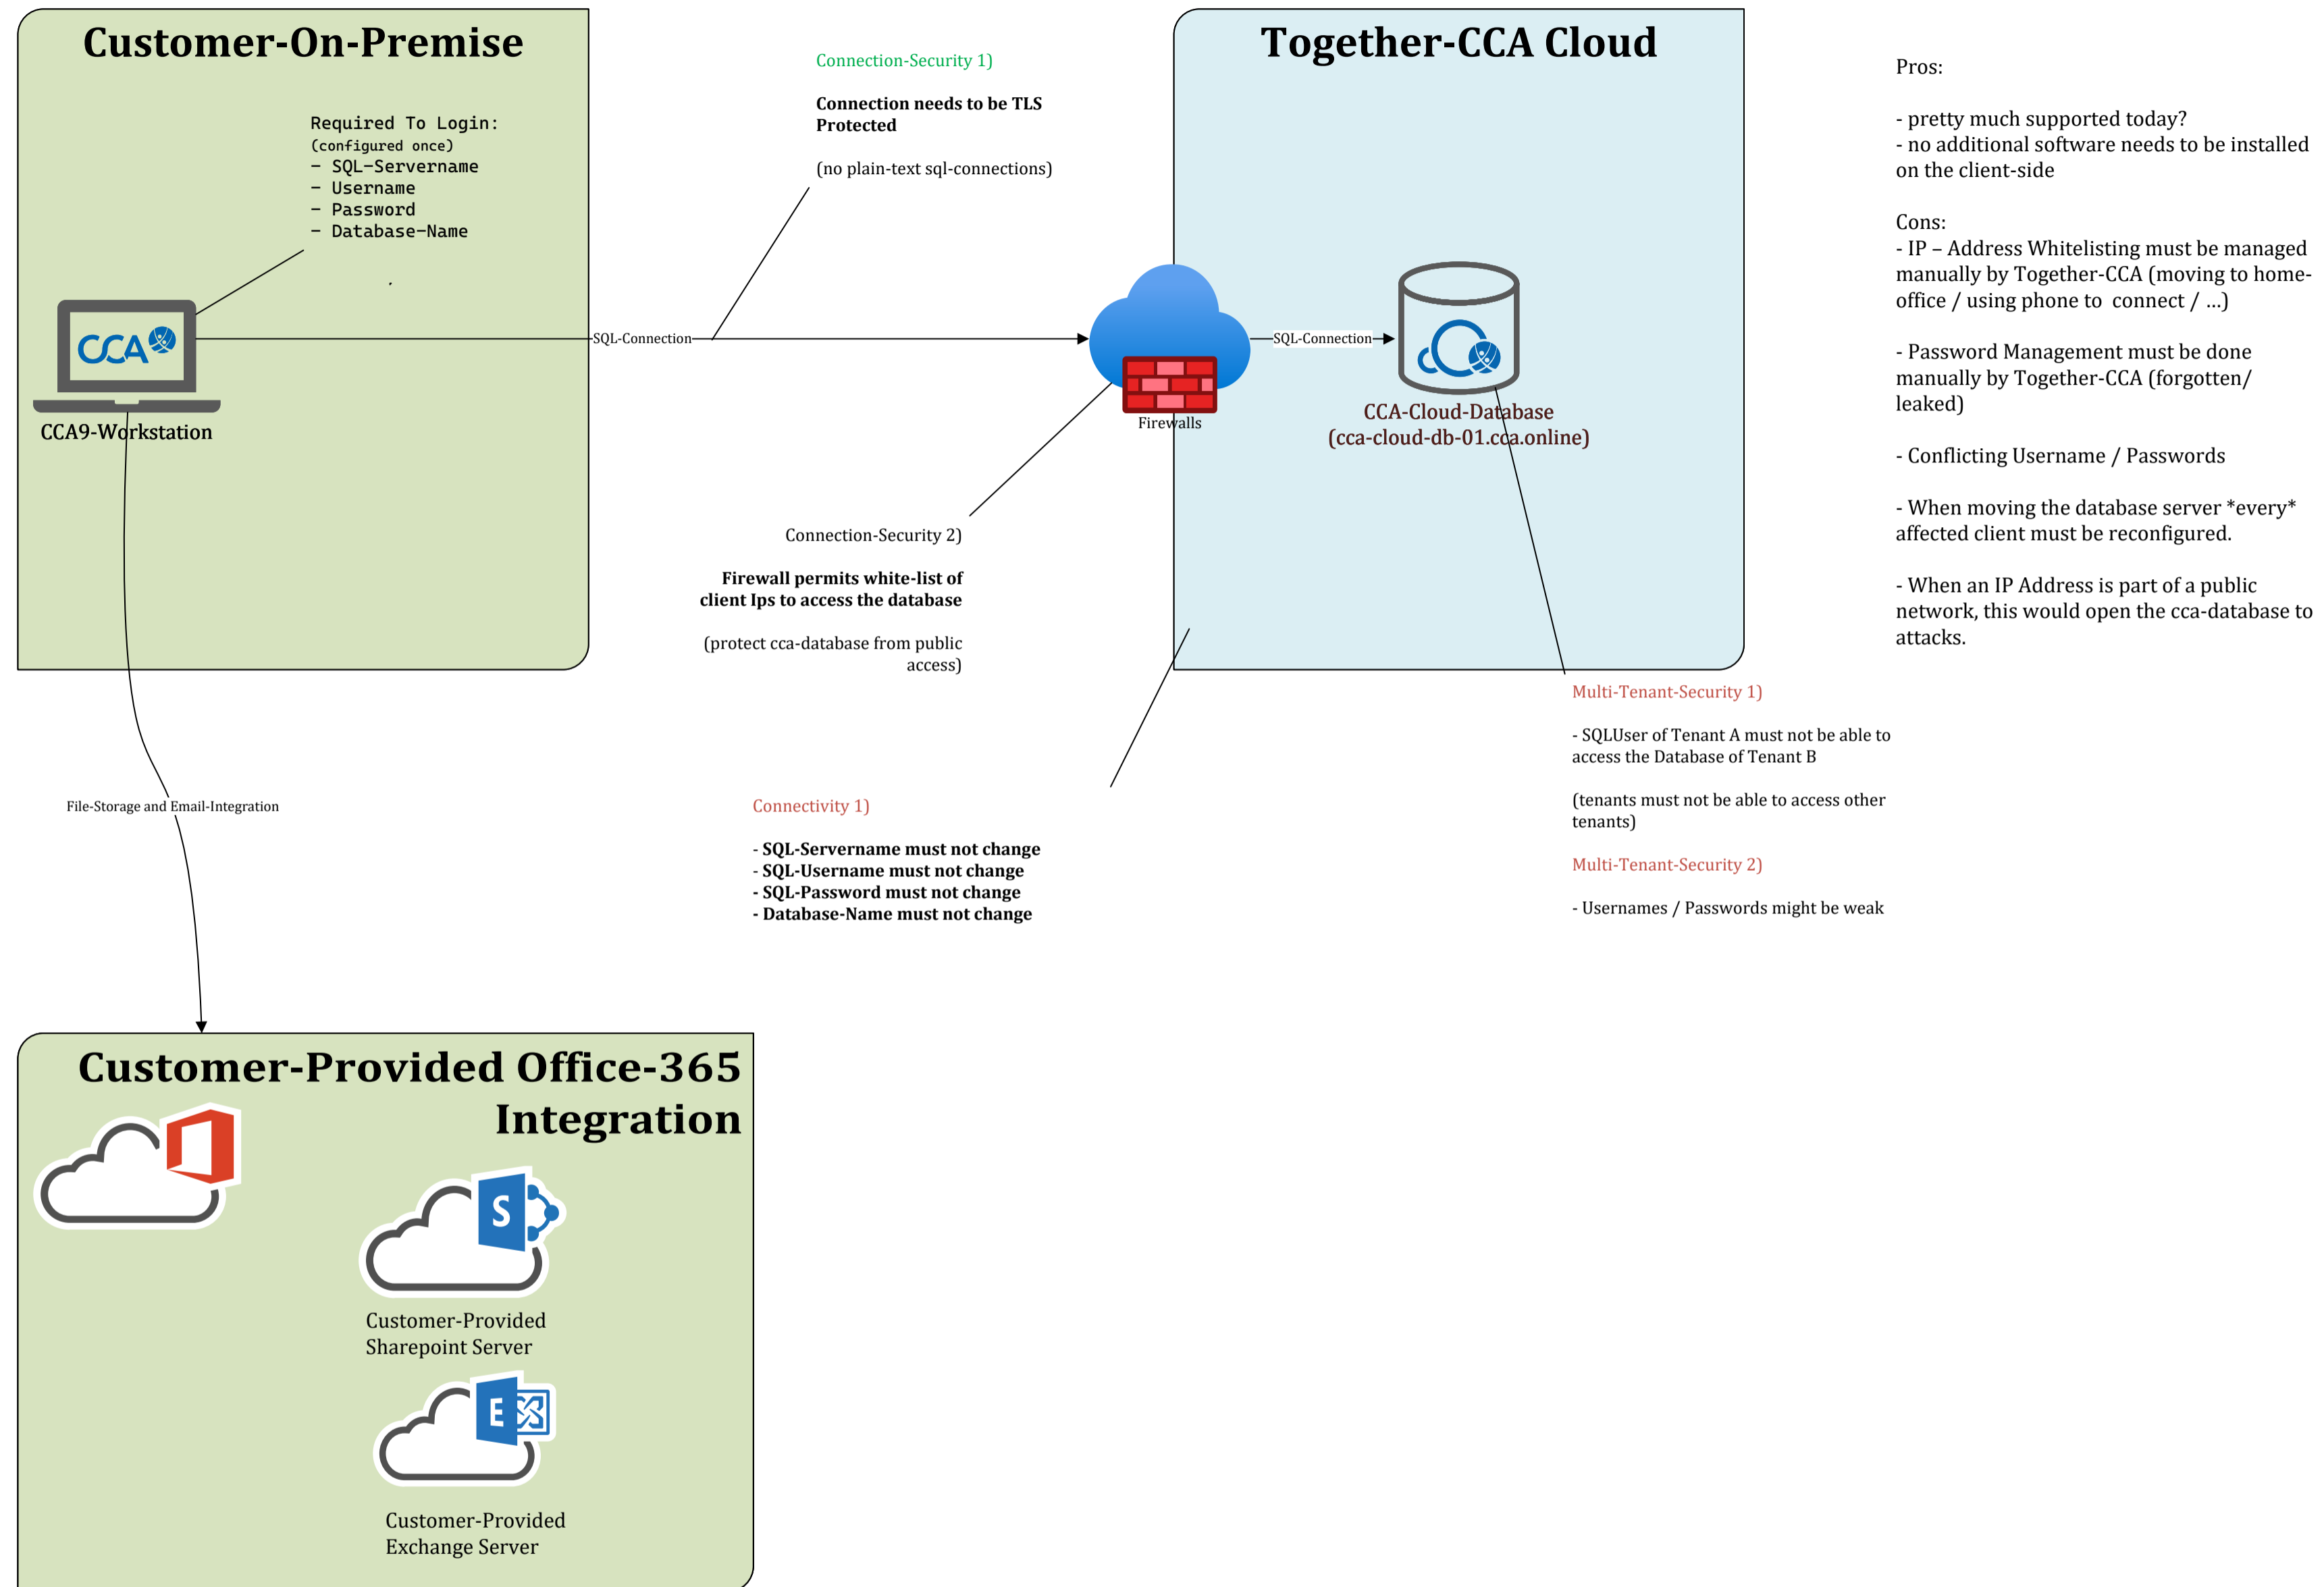 Customer-On-Premise
Required To Login:
(configured once)
- SQL-Servername
- Username
- Password
- Database-Name
.
CCA
CCA9-Workstation
SQL-Connection
Connection-Security 1)
Connection needs to be TLS
Protected
(no plain-text sql-connections)
Together-CCA Cloud
Firewalls
SQL-Connection
CCA-Cloud-Database
(cca-cloud-db-01.cca.online)
Connection-Security 2)
Firewall permits white-list of
client Ips to access the database
(protect cca-database from public
access)
Pros:
- pretty much supported today?
- no additional software needs to be installed
on the client-side
Cons:
- IP – Address Whitelisting must be managed
manually by Together-CCA (moving to home-
office / using phone to  connect / ...)
- Password Management must be done
manually by Together-CCA (forgotten/
leaked)
- Conflicting Username / Passwords
- When moving the database server *every*
affected client must be reconfigured.
- When an IP Address is part of a public
network, this would open the cca-database to
attacks.
Multi-Tenant-Security 1)
- SQLUser of Tenant A must not be able to
access the Database of Tenant B
(tenants must not be able to access other
tenants)
Multi-Tenant-Security 2)
- Usernames / Passwords might be weak
Connectivity 1)
- SQL-Servername must not change
- SQL-Username must not change
- SQL-Password must not change
- Database-Name must not change
File-Storage and Email-Integration
Customer-Provided Office-365
Integration
S
Customer-Provided
Sharepoint Server
E
Customer-Provided
Exchange Server